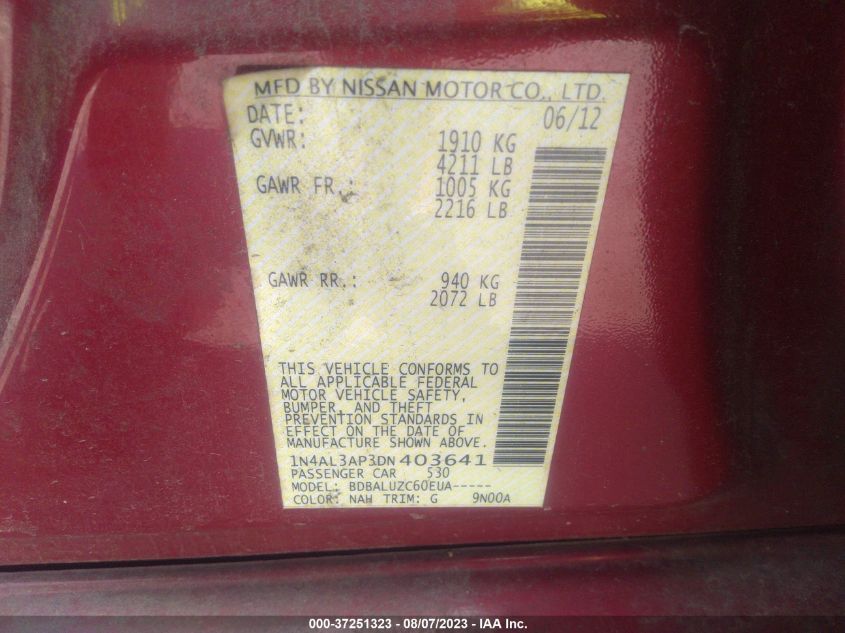 MFD BY NISSAN MOTOR CO., LTD.
DATE: 06/12
GVWR: 1910 KG
4211 LB
GAWR FR.: 1005 KG
2216 LB
GAWR RR.: 940 KG
2072 LB
THIS VEHICLE CONFORMS TO
ALL APPLICABLE FEDERAL
MOTOR VEHICLE SAFETY,
BUMPER, AND THEFT
PREVENTION STANDARDS IN
EFFECT ON THE DATE OF
MANUFACTURE SHOWN ABOVE.
1N4AL3AP3DN403641
PASSENGER CAR 530
MODEL: BDBALUZC60EUA-----
COLOR: NAH TRIM: G 9N00A
000-37251323 - 08/07/2023 - IAA Inc.